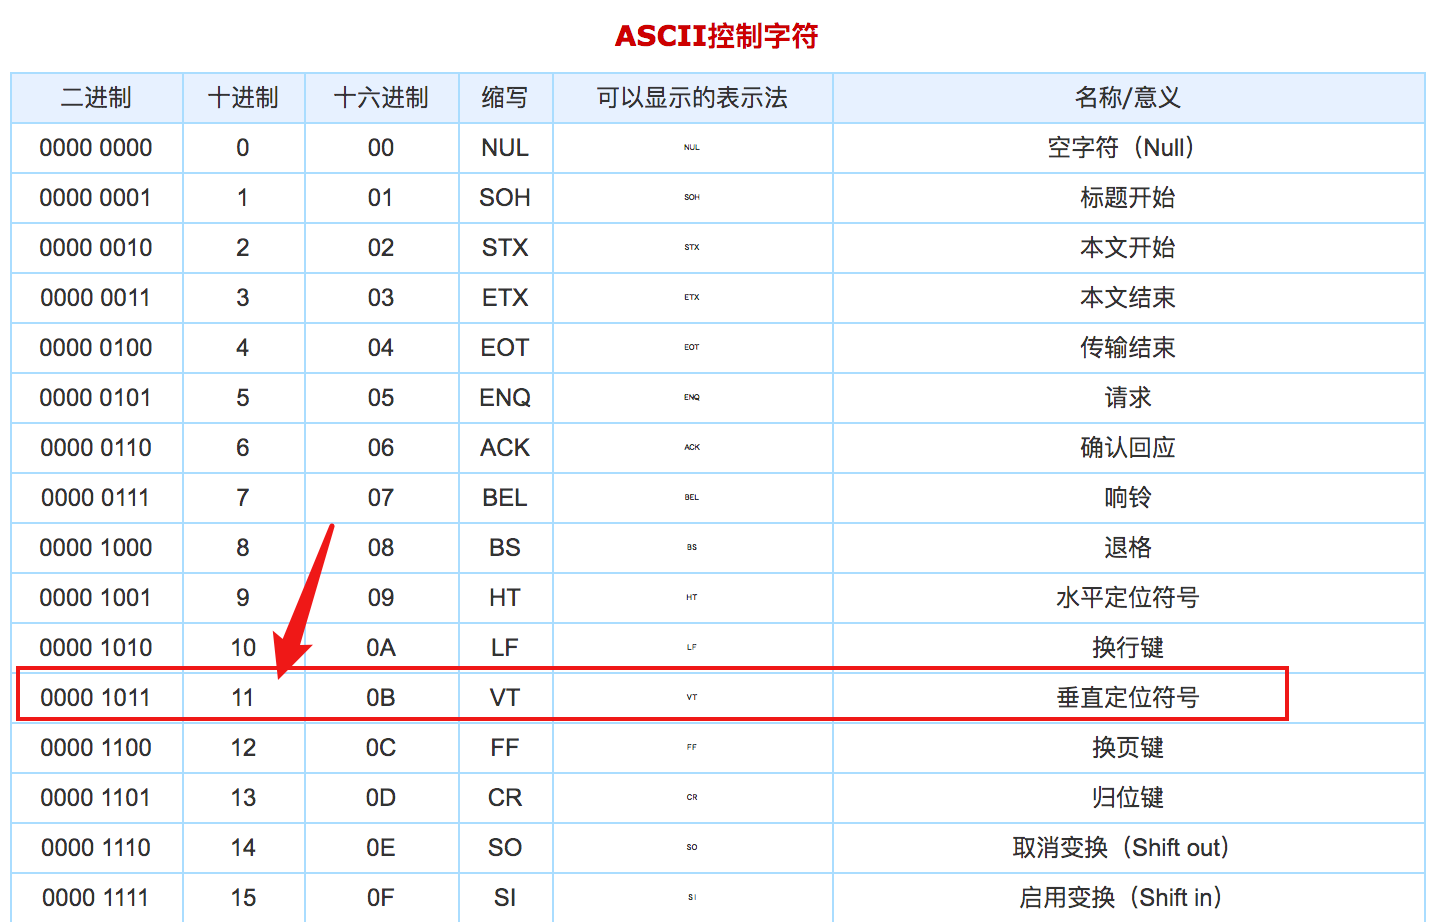 ASCII控制字符
二进制 十进制 十六进制 缩写 可以显示的表示法 名称/意义
0000 0000 0 00 NUL NUL 空字符（Null）
0000 0001 1 01 SOH SOH 标题开始
0000 0010 2 02 STX STX 本文开始
0000 0011 3 03 ETX ETX 本文结束
0000 0100 4 04 EOT EOT 传输结束
0000 0101 5 05 ENQ ENQ 请求
0000 0110 6 06 ACK ACK 确认回应
0000 0111 7 07 BEL BEL 响铃
0000 1000 8 08 BS BS 退格
0000 1001 9 09 HT HT 水平定位符号
0000 1010 10 0A LF LF 换行键
0000 1011 11 0B VT VT 垂直定位符号
0000 1100 12 0C FF FF 换页键
0000 1101 13 0D CR CR 归位键
0000 1110 14 0E SO SO 取消变换（Shift out）
0000 1111 15 0F SI SI 启用变换（Shift in）